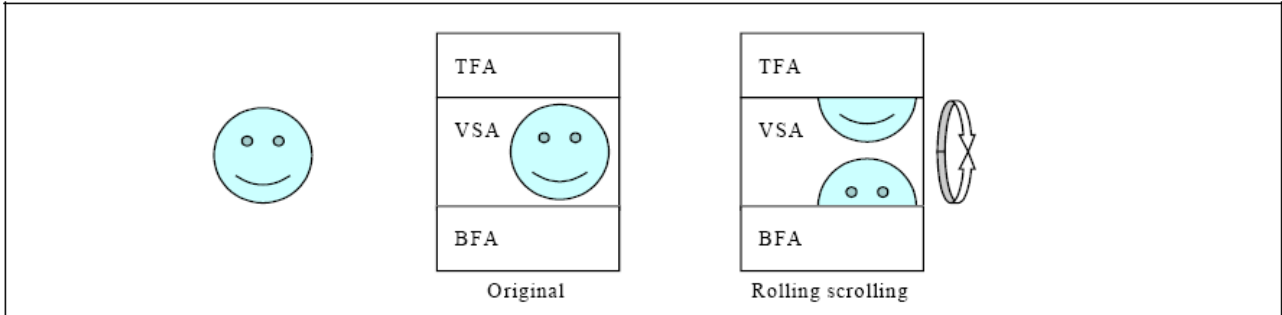 TFA
VSA
BFA
Original
TFA
VSA
BFA
Rolling scrolling